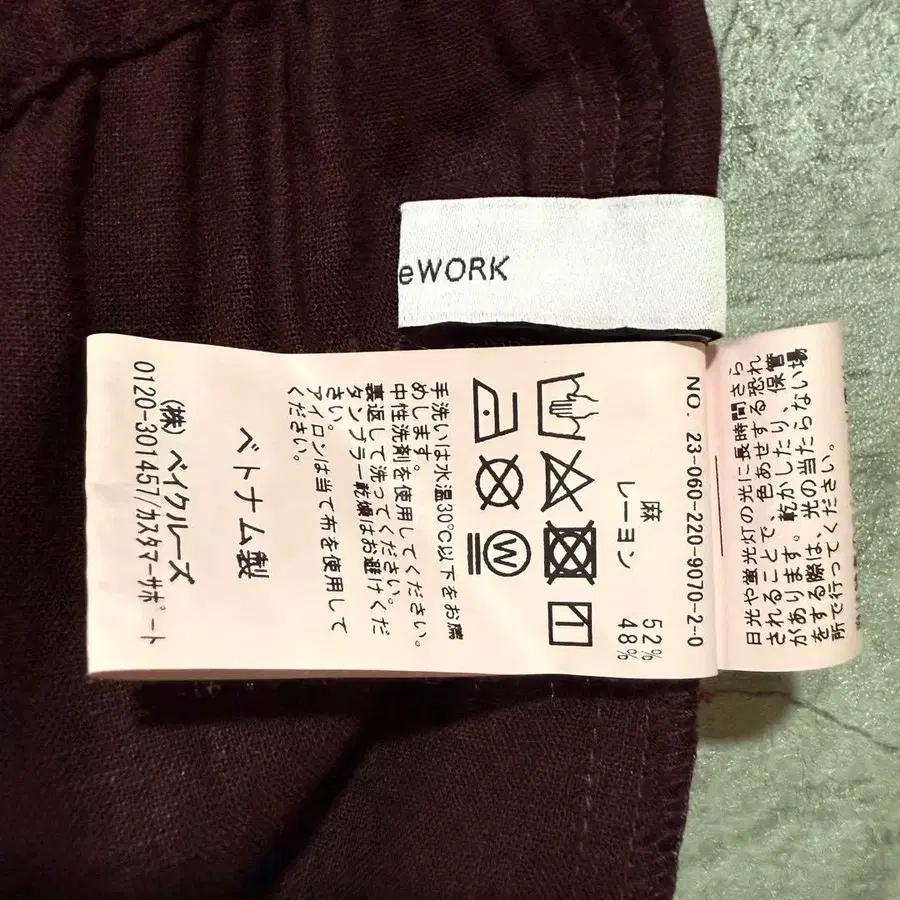 eWORK
NO. 23-060-220-9070-2-0
麻 52%
レーヨン 48%
W
手洗いは水温30℃以下をお薦
めします。
中性洗剤を使用してください。
裏返して洗ってください。
タンブラー乾燥はお避けくだ
さい。
アイロンは当て布を使用して
ください。
ベトナム製
(株)ベイクルーズ
0120-301457/カスタマーサポート
日光や蛍光灯の光に長時間さら
されることで、色あせする恐れ
があります。乾かしたり、保管
をする際は、光の当たらない場
所で行ってください。